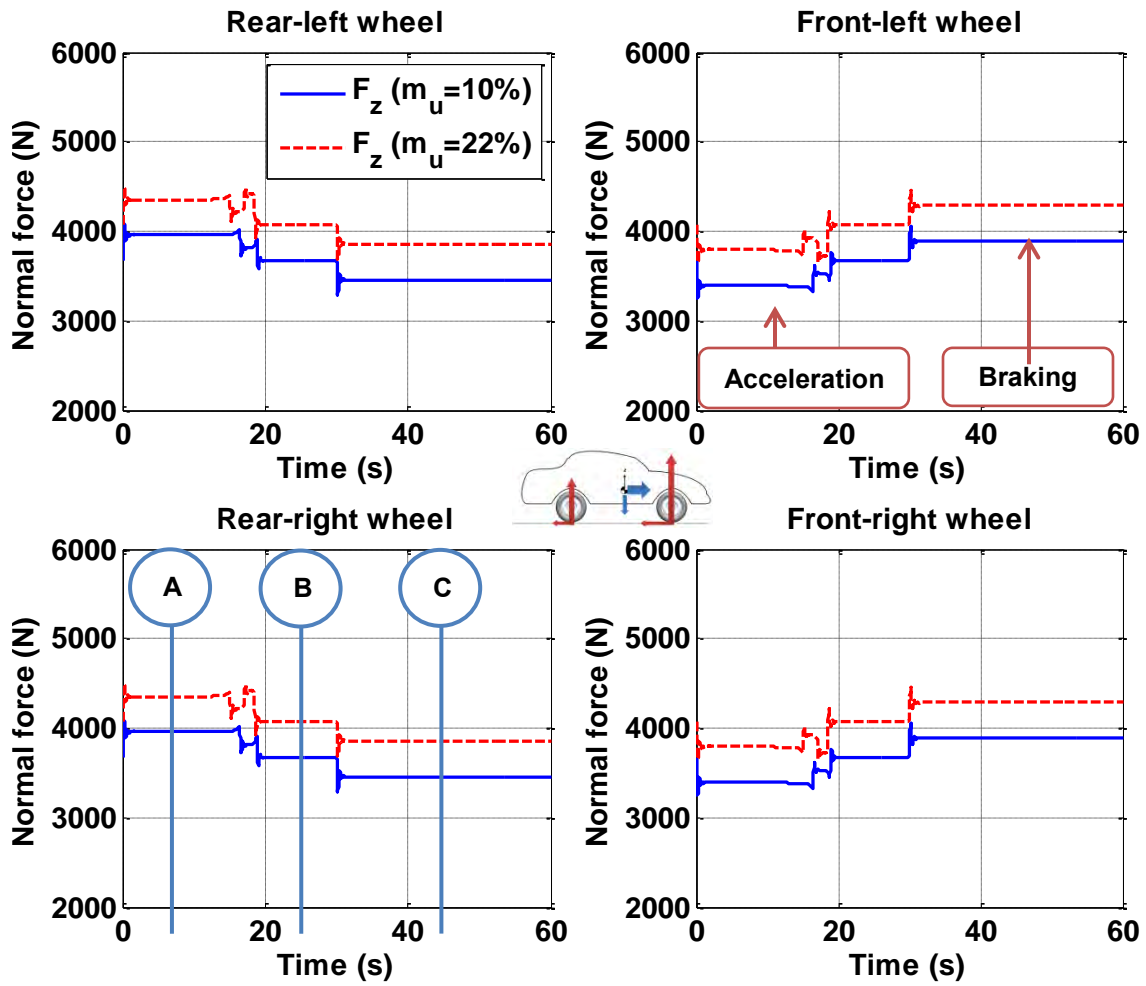 Rear-left wheel
6000
5000
4000
3000
2000
Normal force (N)
F_z (m_u=10%)
F_z (m_u=22%)
0
20
40
60
Time (s)
Front-left wheel
6000
5000
4000
3000
2000
Normal force (N)
Acceleration
Braking
0
20
40
60
Time (s)
Rear-right wheel
6000
5000
4000
3000
2000
Normal force (N)
A
B
C
0
20
40
60
Time (s)
Front-right wheel
6000
5000
4000
3000
2000
Normal force (N)
0
20
40
60
Time (s)